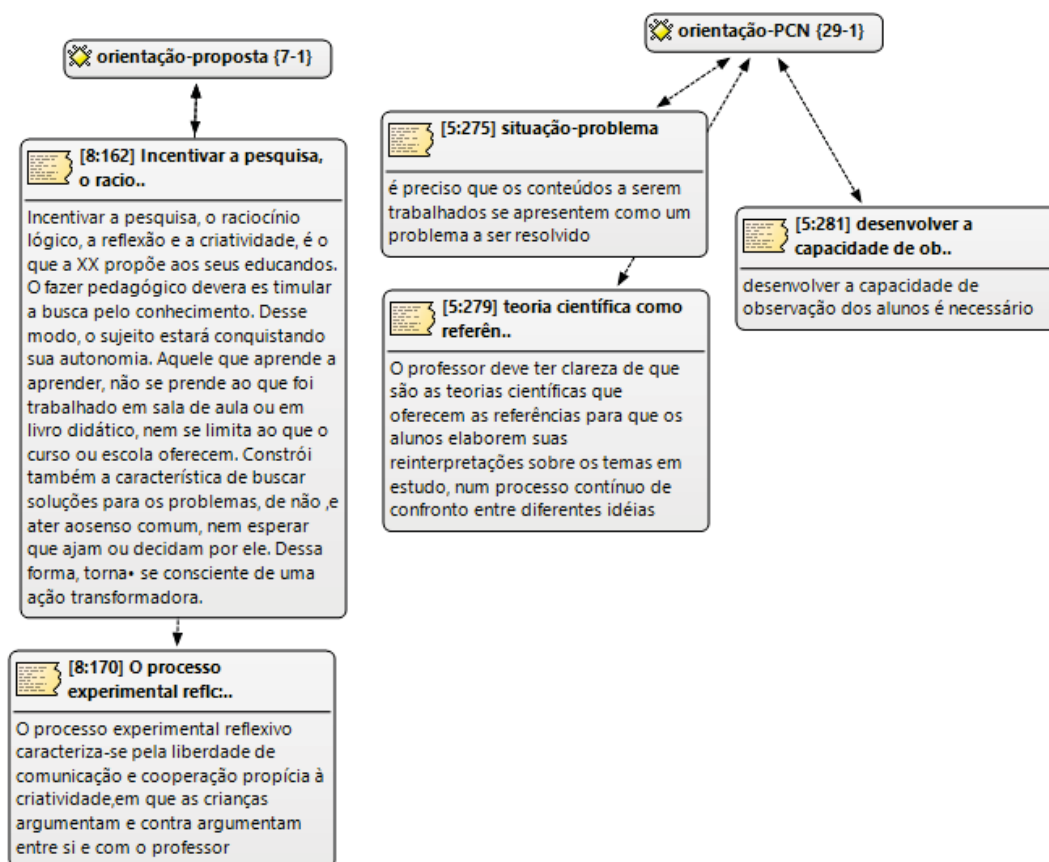 orientação-proposta {7-1}
[8:162] Incentivar a pesquisa,
o racio..
Incentivar a pesquisa, o raciocínio
lógico, a reflexão e a criatividade, é o
que a XX propõe aos seus educandos.
O fazer pedagógico devera es timular
a busca pelo conhecimento. Desse
modo, o sujeito estará conquistando
sua autonomia. Aquele que aprende a
aprender, não se prende ao que foi
trabalhado em sala de aula ou em
livro didático, nem se limita ao que o
curso ou escola oferecem. Constrói
também a característica de buscar
soluções para os problemas, de não ,e
ater aosenso comum, nem esperar
que ajam ou decidam por ele. Dessa
forma, torna• se consciente de uma
ação transformadora.
[8:170] O processo
experimental reflc:..
O processo experimental reflexivo
caracteriza-se pela liberdade de
comunicação e cooperação propícia à
criatividade,em que as crianças
argumentam e contra argumentam
entre si e com o professor
orientação-PCN {29-1}
[5:275] situação-problema
é preciso que os conteúdos a serem
trabalhados se apresentem como um
problema a ser resolvido
[5:279] teoria científica como
referên..
O professor deve ter clareza de que
são as teorias científicas que
oferecem as referências para que os
alunos elaborem suas
reinterpretações sobre os temas em
estudo, num processo contínuo de
confronto entre diferentes idéias
[5:281] desenvolver a
capacidade de ob..
desenvolver a capacidade de
observação dos alunos é necessário